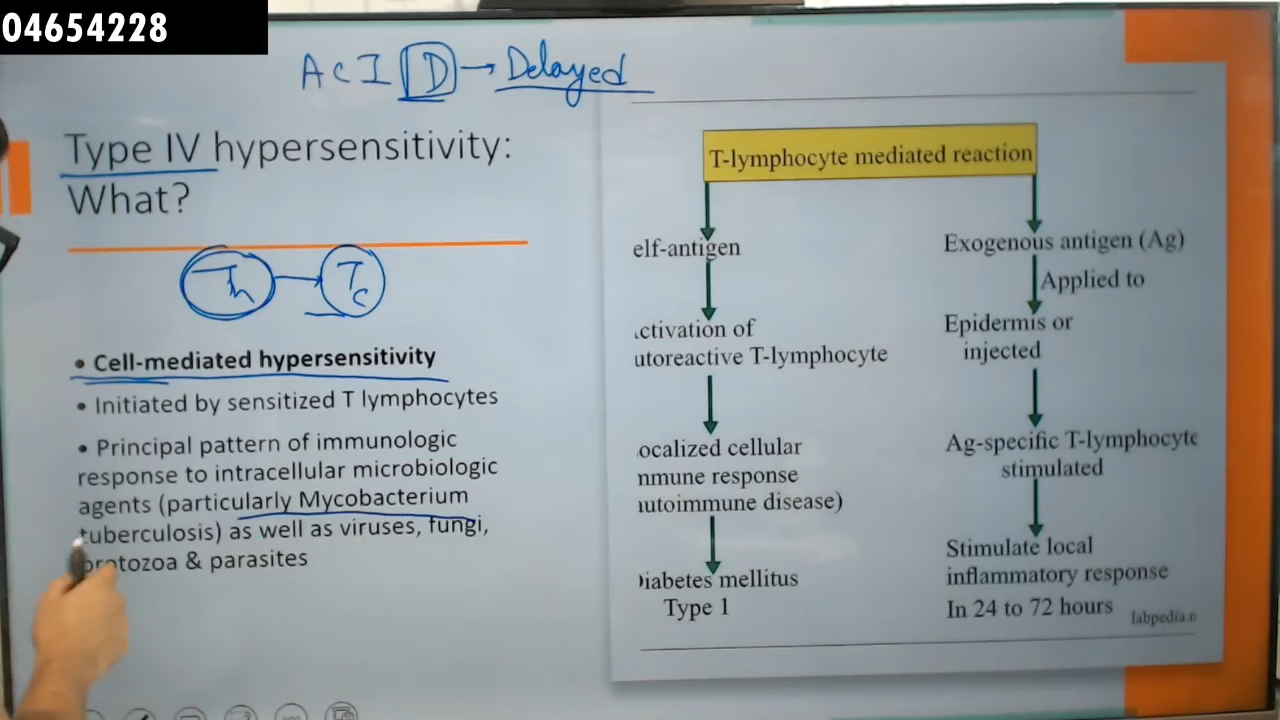 04654228
A C I D → Delayed
Type IV hypersensitivity:
What?
Th → Tc
• Cell-mediated hypersensitivity
• Initiated by sensitized T lymphocytes
• Principal pattern of immunologic
response to intracellular microbiologic
agents (particularly Mycobacterium
tuberculosis) as well as viruses, fungi,
protozoa & parasites
T-lymphocyte mediated reaction
elf-antigen
ctivation of
utoreactive T-lymphocyte
ocalized cellular
mmune response
utoimmune disease)
Diabetes mellitus
Type 1
Exogenous antigen (Ag)
Applied to
Epidermis or
injected
Ag-specific T-lymphocyte
stimulated
Stimulate local
inflammatory response
In 24 to 72 hours
labpedia.n